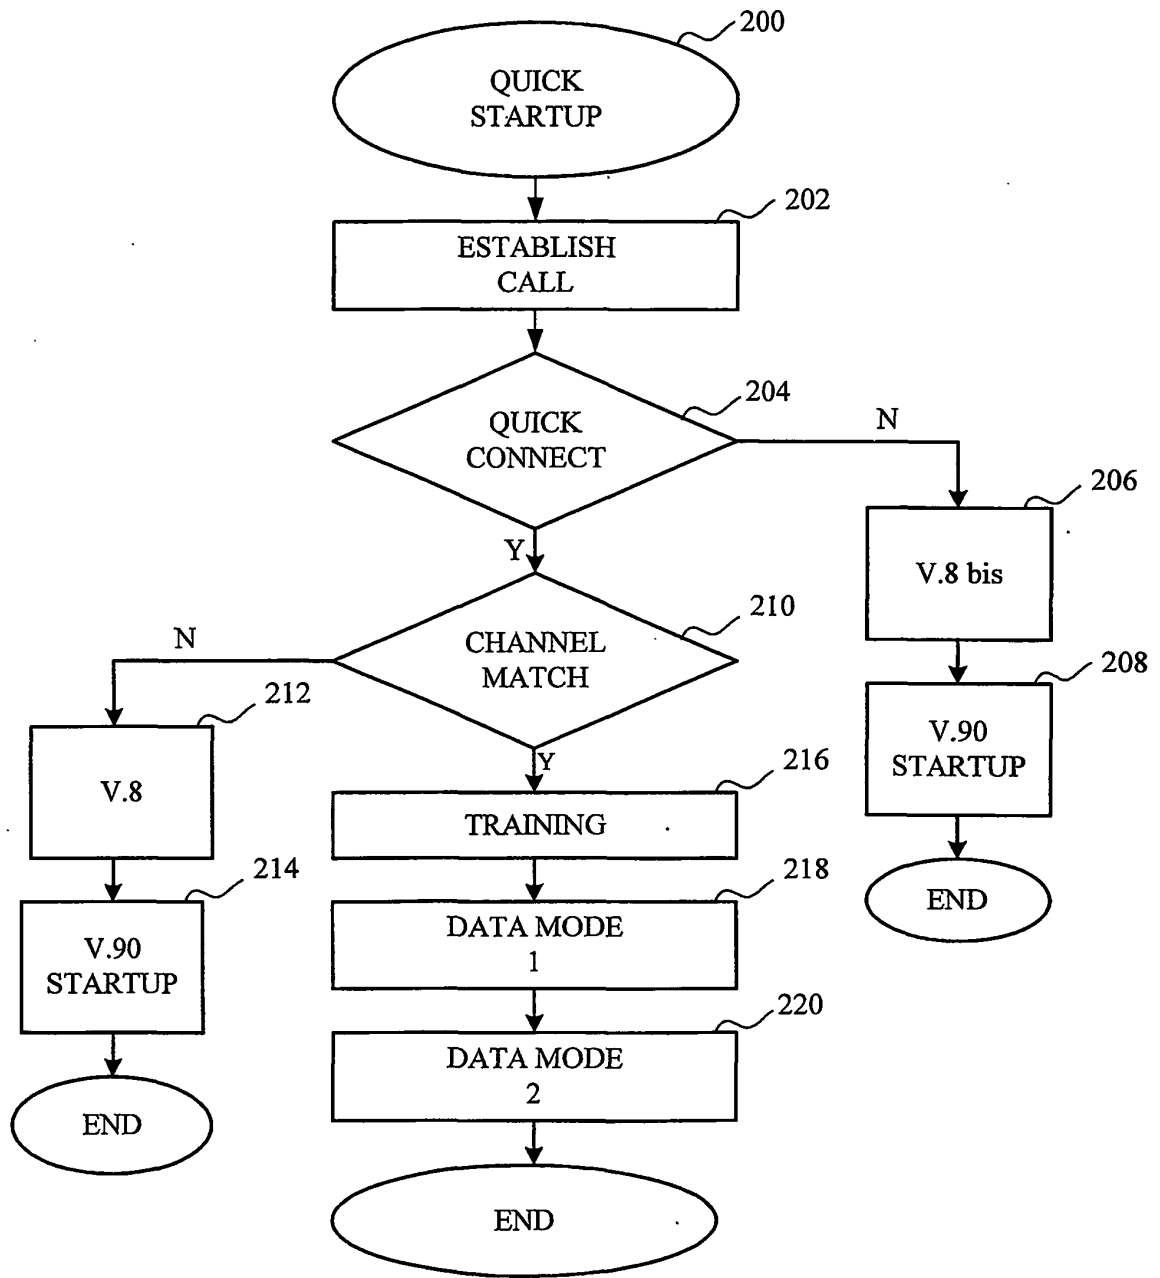 200
QUICK
STARTUP
202
ESTABLISH
CALL
204
QUICK
CONNECT
N
206
Y
V.8 bis
210
N
CHANNEL
MATCH
208
212
V.90
STARTUP
Y
216
V.8
TRAINING
214
218
END
V.90
STARTUP
DATA MODE
1
220
DATA MODE
2
END
END